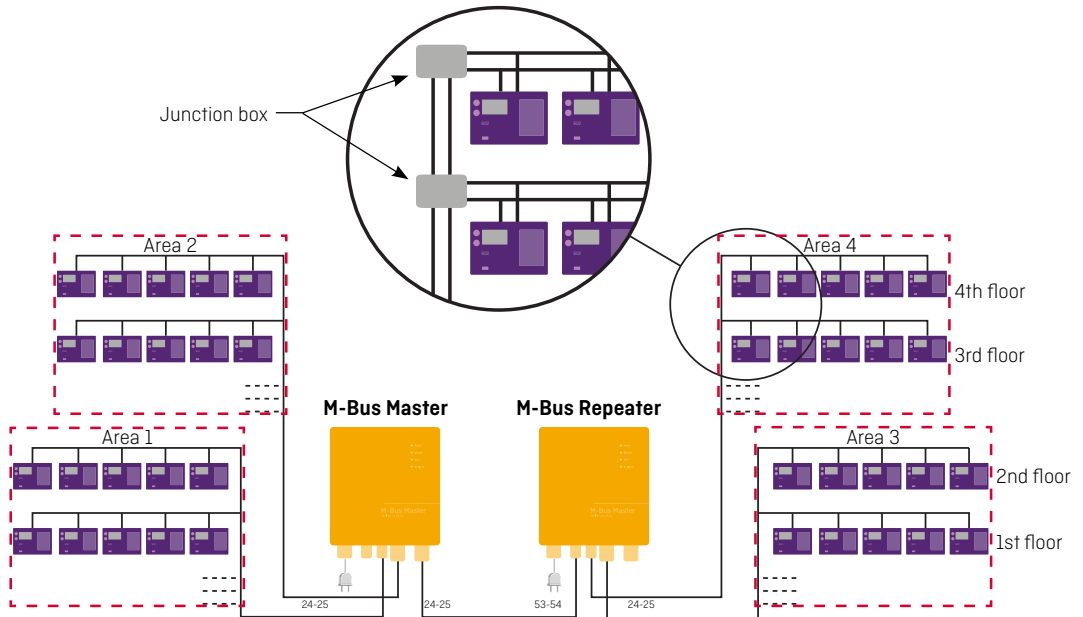 Junction box
Area 2
Area 4
4th floor
3rd floor
M-Bus Master
M-Bus Repeater
Area 1
Area 3
2nd floor
1st floor
M-Bus Master
M-Bus Master
24-25
24-25
53-54
24-25